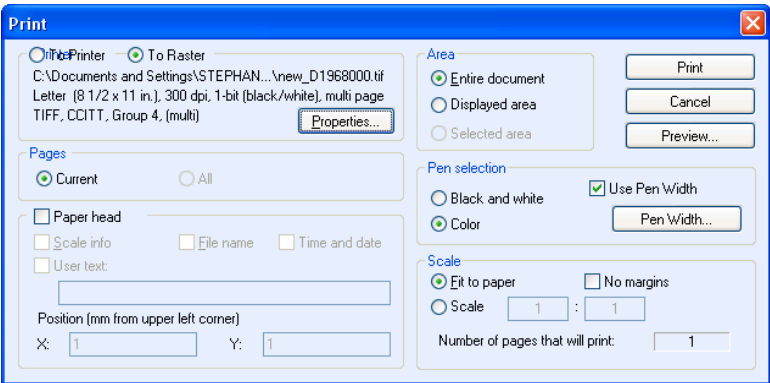 Print
Printer
To Printer
To Raster
C:\Documents and Settings\STEPHAN...\new_D1968000.tif
Letter (8 1/2 x 11 in.), 300 dpi, 1-bit (black/white), multi page
TIFF, CCITT, Group 4, (multi)
Properties...
Pages
Current
All
Paper head
Scale info
File name
Time and date
User text:
Position (mm from upper left corner)
X: 1
Y: 1
Area
Entire document
Displayed area
Selected area
Print
Cancel
Preview...
Pen selection
Black and white
Color
Use Pen Width
Pen Width...
Scale
Fit to paper
No margins
Scale 1 : 1
Number of pages that will print: 1